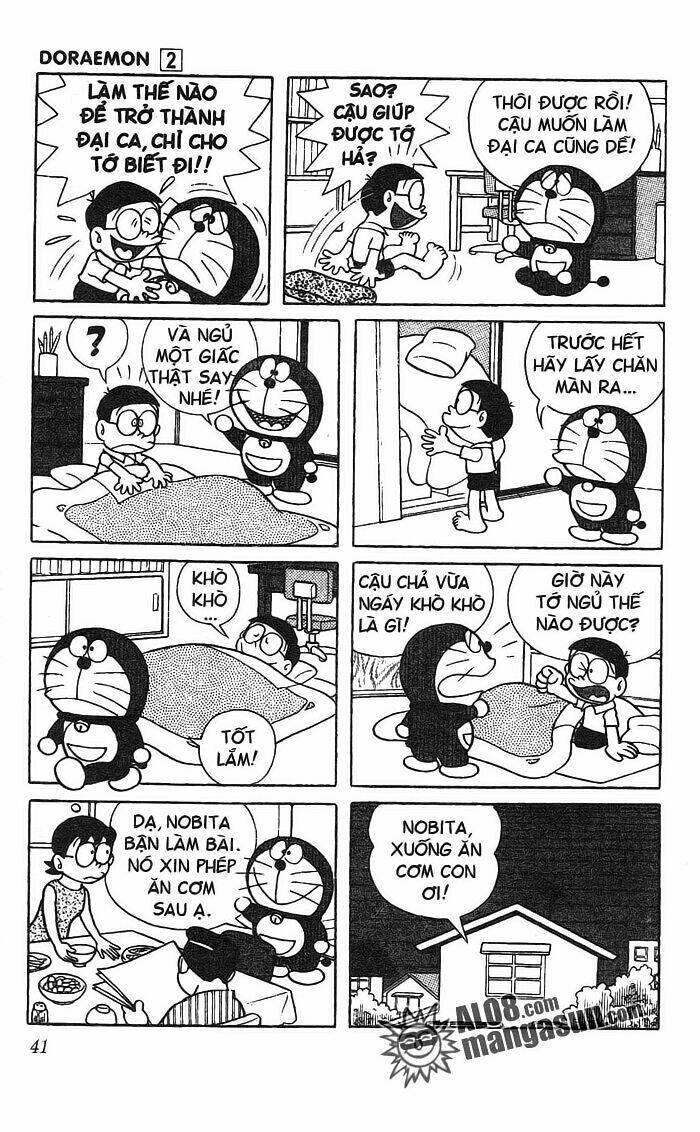 DORAEMON 2
THÔI ĐƯỢC RỒI!
CẬU MUỐN LÀM
ĐẠI CA CŨNG DỄ!
SAO?
CẬU GIÚP
ĐƯỢC TỚ
HẢ?
LÀM THẾ NÀO
ĐỂ TRỞ THÀNH
ĐẠI CA, CHỈ CHO
TỚ BIẾT ĐI!!
TRƯỚC HẾT
HÃY LẤY CHĂN
MÀN RA...
VÀ NGỦ
MỘT GIẤC
THẬT SAY
NHÉ!
?
GIỜ NÀY
TỚ NGỦ THẾ
NÀO ĐƯỢC?
CẬU CHẢ VỪA
NGÁY KHÒ KHÒ
LÀ GÌ!
KHÒ
KHÒ
...
TỐT
LẮM!
NOBITA,
XUỐNG ĂN
CƠM CON
ƠI!
DẠ, NOBITA
BẬN LÀM BÀI.
NÓ XIN PHÉP
ĂN CƠM
SAU Ạ.
41
ALO8.com
mangasun.com